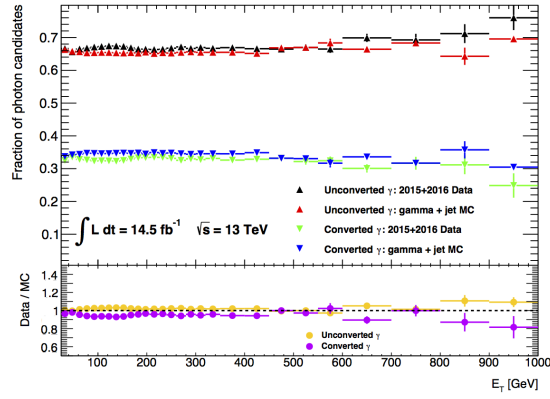 Fraction of photon candidates
0.7
0.6
0.5
0.4
0.3
0.2
0.1
Unconverted γ: 2015+2016 Data
Unconverted γ: gamma + jet MC
Converted γ: 2015+2016 Data
Converted γ: gamma + jet MC
∫ L dt = 14.5 fb⁻¹ √s = 13 TeV
Data / MC
1.4
1.2
1.0
0.8
0.6
Unconverted γ
Converted γ
100 200 300 400 500 600 700 800 900 1000
E_T [GeV]